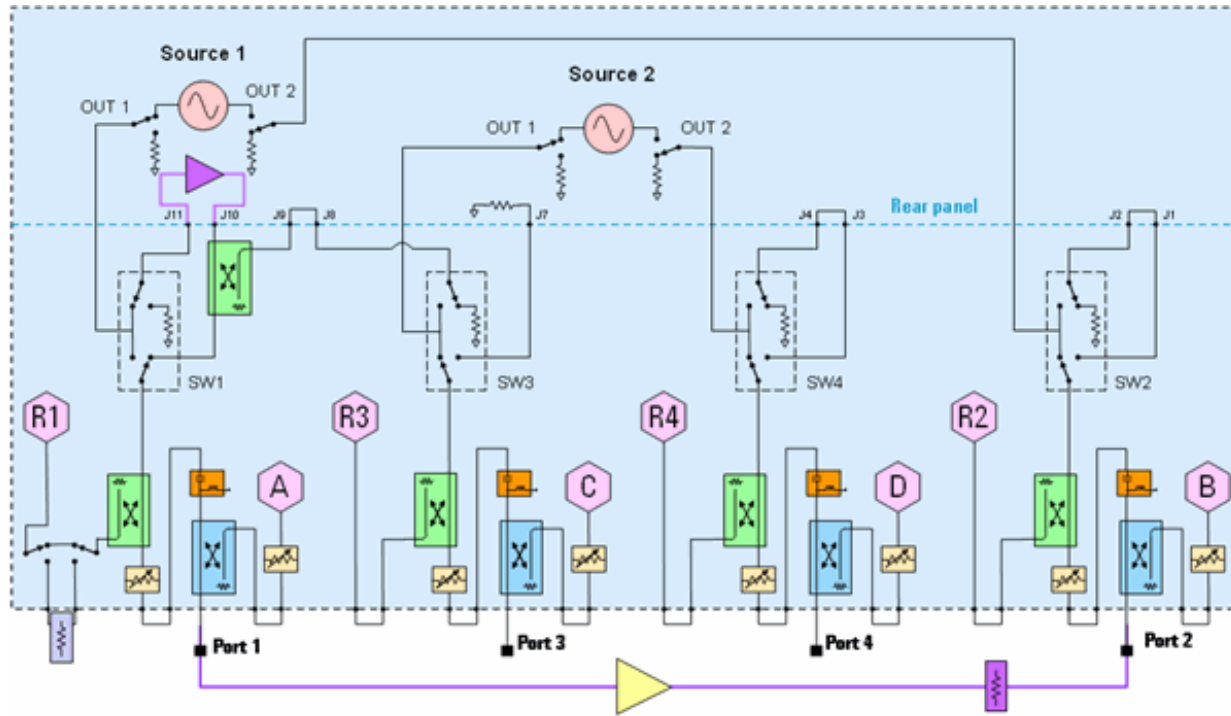 Source 1
Source 2
OUT 1
OUT 2
OUT 1
OUT 2
J11
J10
J9
J8
J7
Rear panel
J4
J3
J2
J1
SW1
SW3
SW4
SW2
R1
R3
R4
R2
A
C
D
B
Port 1
Port 3
Port 4
Port 2